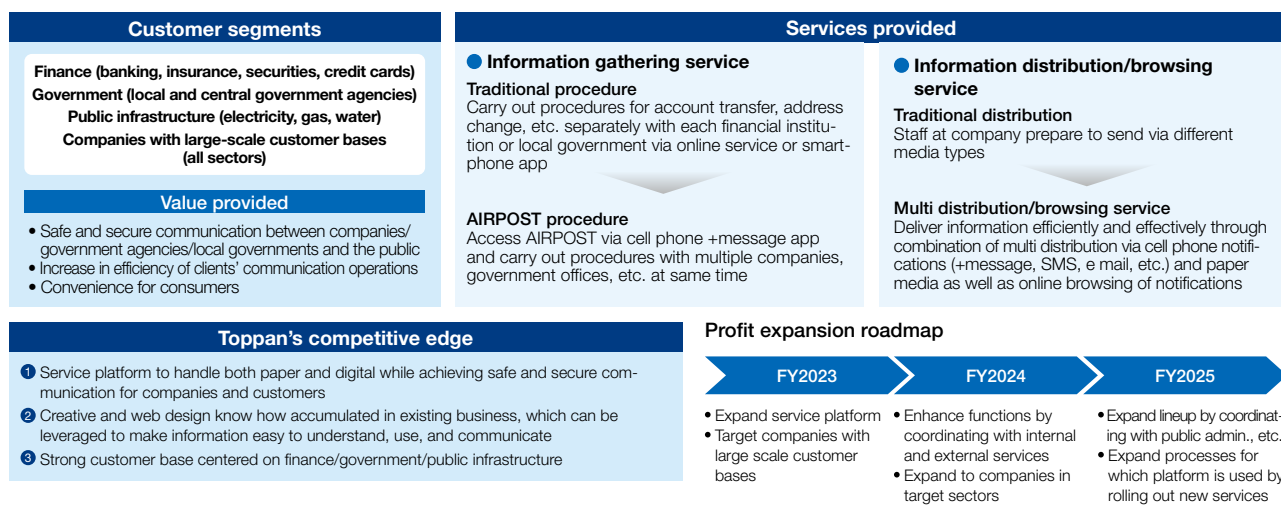 Customer segments
Finance (banking, insurance, securities, credit cards)
Government (local and central government agencies)
Public infrastructure (electricity, gas, water)
Companies with large-scale customer bases
(all sectors)
Value provided
• Safe and secure communication between companies/
government agencies/local governments and the public
• Increase in efficiency of clients' communication operations
• Convenience for consumers
Services provided
● Information gathering service
Traditional procedure
Carry out procedures for account transfer, address
change, etc. separately with each financial institu-
tion or local government via online service or smart-
phone app
AIRPOST procedure
Access AIRPOST via cell phone +message app
and carry out procedures with multiple companies,
government offices, etc. at same time
● Information distribution/browsing
service
Traditional distribution
Staff at company prepare to send via different
media types
Multi distribution/browsing service
Deliver information efficiently and effectively through
combination of multi distribution via cell phone notifi-
cations (+message, SMS, e mail, etc.) and paper
media as well as online browsing of notifications
Toppan's competitive edge
1 Service platform to handle both paper and digital while achieving safe and secure com-
munication for companies and customers
2 Creative and web design know how accumulated in existing business, which can be
leveraged to make information easy to understand, use, and communicate
3 Strong customer base centered on finance/government/public infrastructure
Profit expansion roadmap
FY2023
• Expand service platform
• Target companies with
large scale customer
bases
FY2024
• Enhance functions by
coordinating with internal
and external services
• Expand to companies in
target sectors
FY2025
• Expand lineup by coordinat-
ing with public admin., etc.
• Expand processes for
which platform is used by
rolling out new services